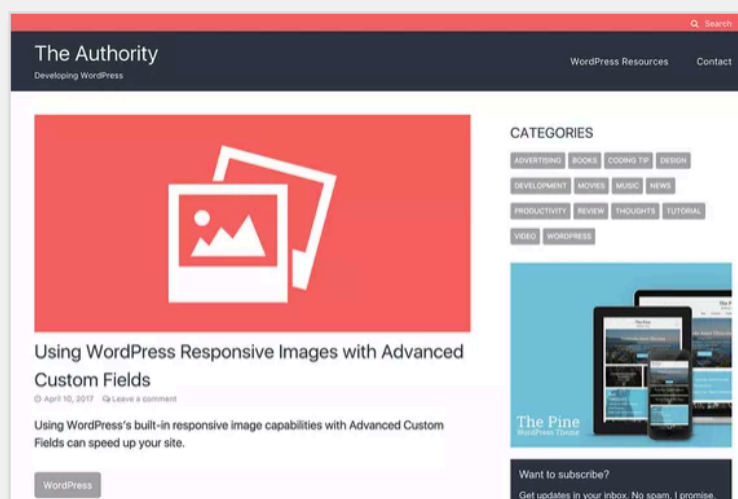 Search
The Authority
Developing WordPress
WordPress Resources
Contact
Using WordPress Responsive Images with Advanced
Custom Fields
April 10, 2017
Leave a comment
Using WordPress's built-in responsive image capabilities with Advanced Custom
Fields can speed up your site.
WordPress
CATEGORIES
ADVERTISING BOOKS CODING TIP DESIGN
DEVELOPMENT MOVIES MUSIC NEWS
PRODUCTIVITY REVIEW THOUGHTS TUTORIAL
VIDEO WORDPRESS
The Pine
The Pine
WordPress Theme
Want to subscribe?
Get updates in your inbox. No spam, I promise.